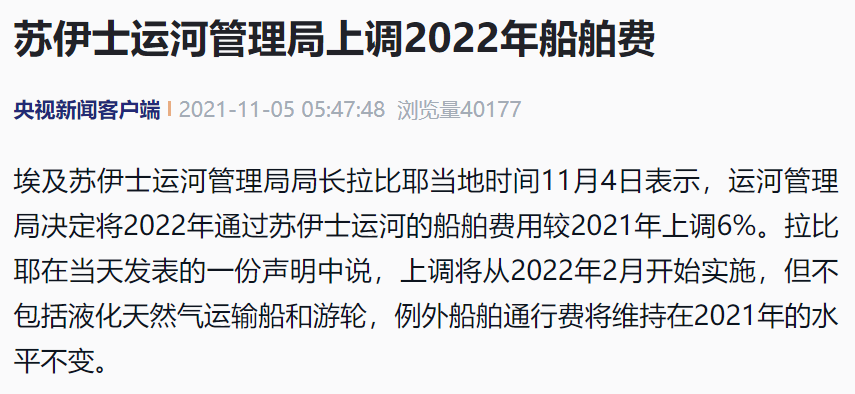 苏伊士运河管理局上调2022年船舶费
央视新闻客户端 2021-11-05 05:47:48 浏览量40177
埃及苏伊士运河管理局局长拉比耶当地时间11月4日表示，运河管理
局决定将2022年通过苏伊士运河的船舶费用较2021年上调6%。拉比
耶在当天发表的一份声明中说，上调将从2022年2月开始实施，但不
包括液化天然气运输船和游轮，例外船舶通行费将维持在2021年的水
平不变。